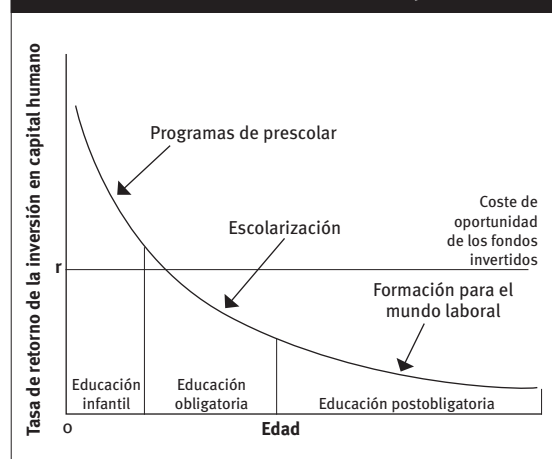 Tasa de retorno de la inversión en capital humano
Programas de prescolar
Escolarización
Coste de
oportunidad
de los fondos
invertidos
r
Formación para el
mundo laboral
Educación
infantil
Educación
obligatoria
Educación postobligatoria
0
Edad